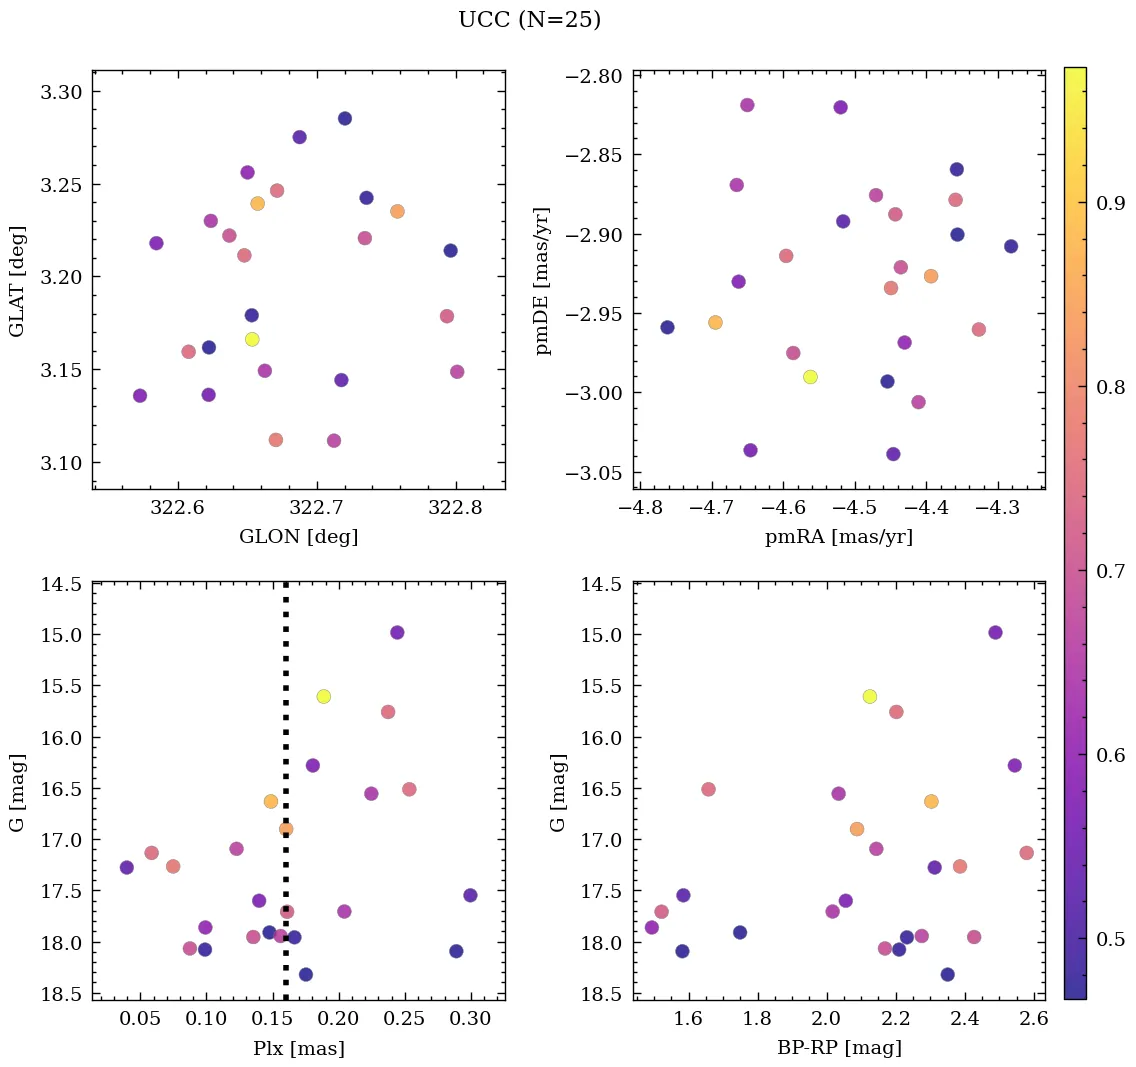 UCC (N=25)
3.30
3.25
3.20
3.15
3.10
GLAT [deg]
322.6 322.7 322.8
GLON [deg]
−2.80
−2.85
−2.90
−2.95
−3.00
−3.05
pmDE [mas/yr]
−4.8 −4.7 −4.6 −4.5 −4.4 −4.3
pmRA [mas/yr]
14.5
15.0
15.5
16.0
16.5
17.0
17.5
18.0
18.5
G [mag]
0.05 0.10 0.15 0.20 0.25 0.30
Plx [mas]
14.5
15.0
15.5
16.0
16.5
17.0
17.5
18.0
18.5
G [mag]
1.6 1.8 2.0 2.2 2.4 2.6
BP-RP [mag]
0.9
0.8
0.7
0.6
0.5